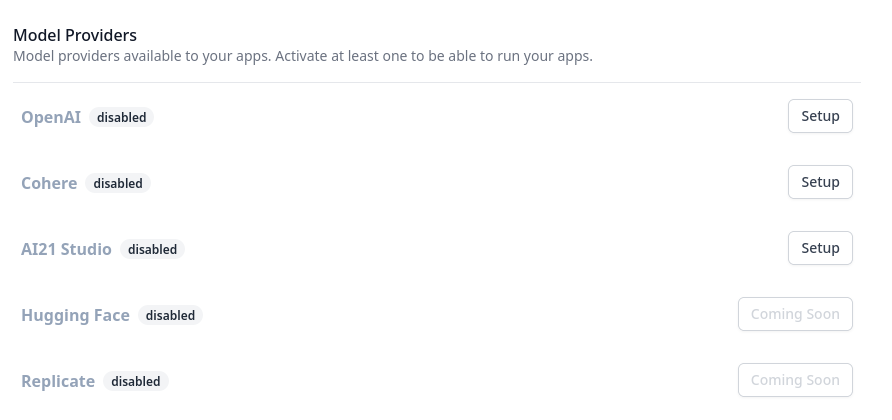 Model Providers
Model providers available to your apps. Activate at least one to be able to run your apps.
OpenAI disabled Setup
Cohere disabled Setup
AI21 Studio disabled Setup
Hugging Face disabled Coming Soon
Replicate disabled Coming Soon